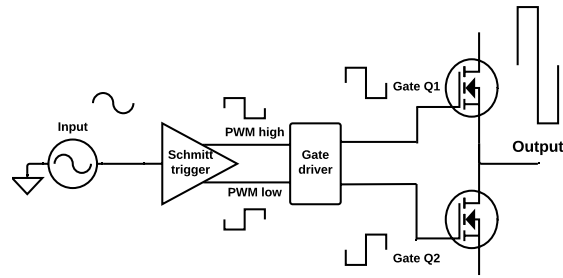 Input
Schmitt
trigger
PWM high
PWM low
Gate
driver
Gate Q1
Gate Q2
Output